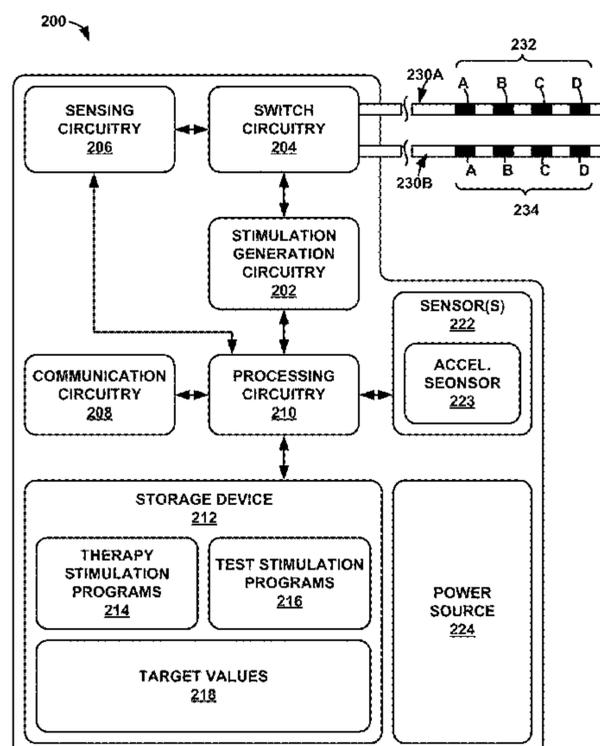 200
232
230A
A B C D
SENSING
CIRCUITRY
206
SWITCH
CIRCUITRY
204
A B C D
230B
234
STIMULATION
GENERATION
CIRCUITRY
202
SENSOR(S)
222
ACCEL.
SEONSOR
223
COMMUNICATION
CIRCUITRY
208
PROCESSING
CIRCUITRY
210
STORAGE DEVICE
212
THERAPY
STIMULATION
PROGRAMS
214
TEST STIMULATION
PROGRAMS
216
TARGET VALUES
218
POWER
SOURCE
224